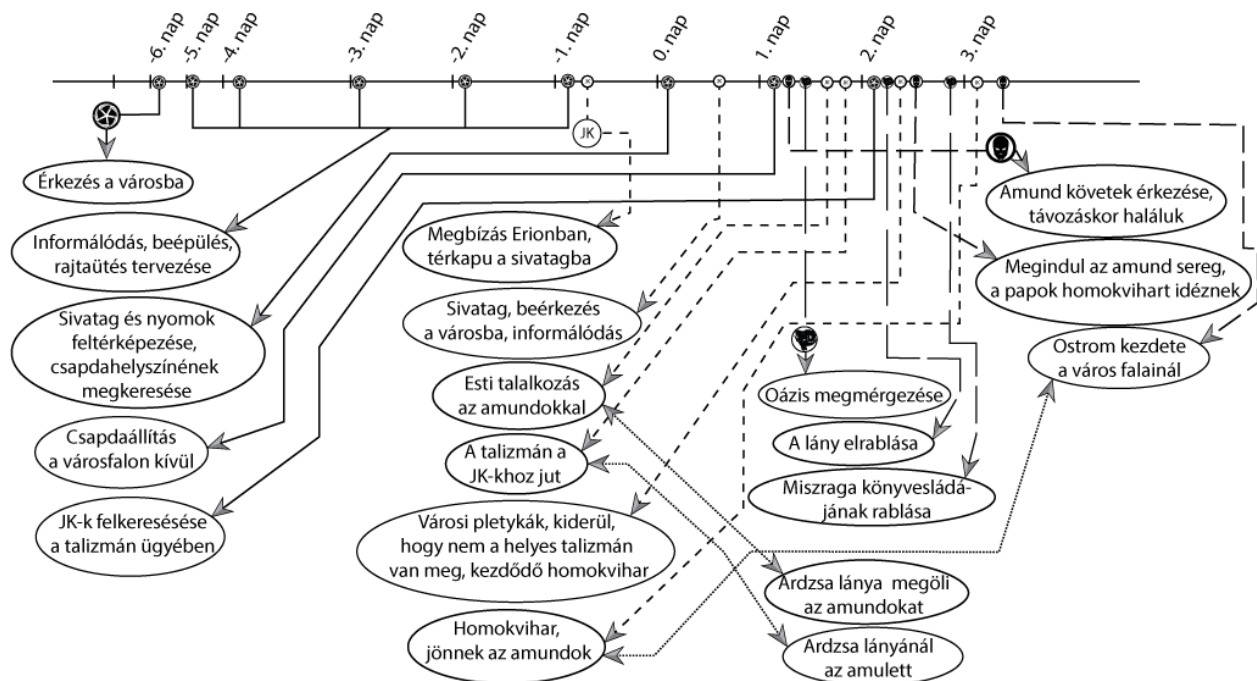 -6. nap
-5. nap
-4. nap
-3. nap
-2. nap
-1. nap
0. nap
1. nap
2. nap
3. nap
JK
Érkezés a városba
Informálódás, beépülés,
rajtaütés tervezése
Sivatag és nyomok
feltérképezése,
csapdahelyszínének
megkeresése
Csapdaállítás
a városfalon kívül
JK-k felkeresésése
a talizmán ügyében
Megbízás Erionban,
térkapu a sivatagba
Sivatag, beérkezés
a városba, informálódás
Esti talalkozás
az amundokkal
A talizmán a
JK-khoz jut
Városi pletykák, kiderül,
hogy nem a helyes talizmán
van meg, kezdődő homokvihar
Homokvihar,
jönnek az amundok
Oázis megmérgezése
A lány elrablása
Miszraga könyvesládá-
jának rablása
Ardzsa lánya megöli
az amundokat
Ardzsa lányánál
az amulett
Amund követek érkezése,
távozáskor haláluk
Megindul az amund sereg,
a papok homokvihart idéznek
Ostrom kezdete
a város falainál